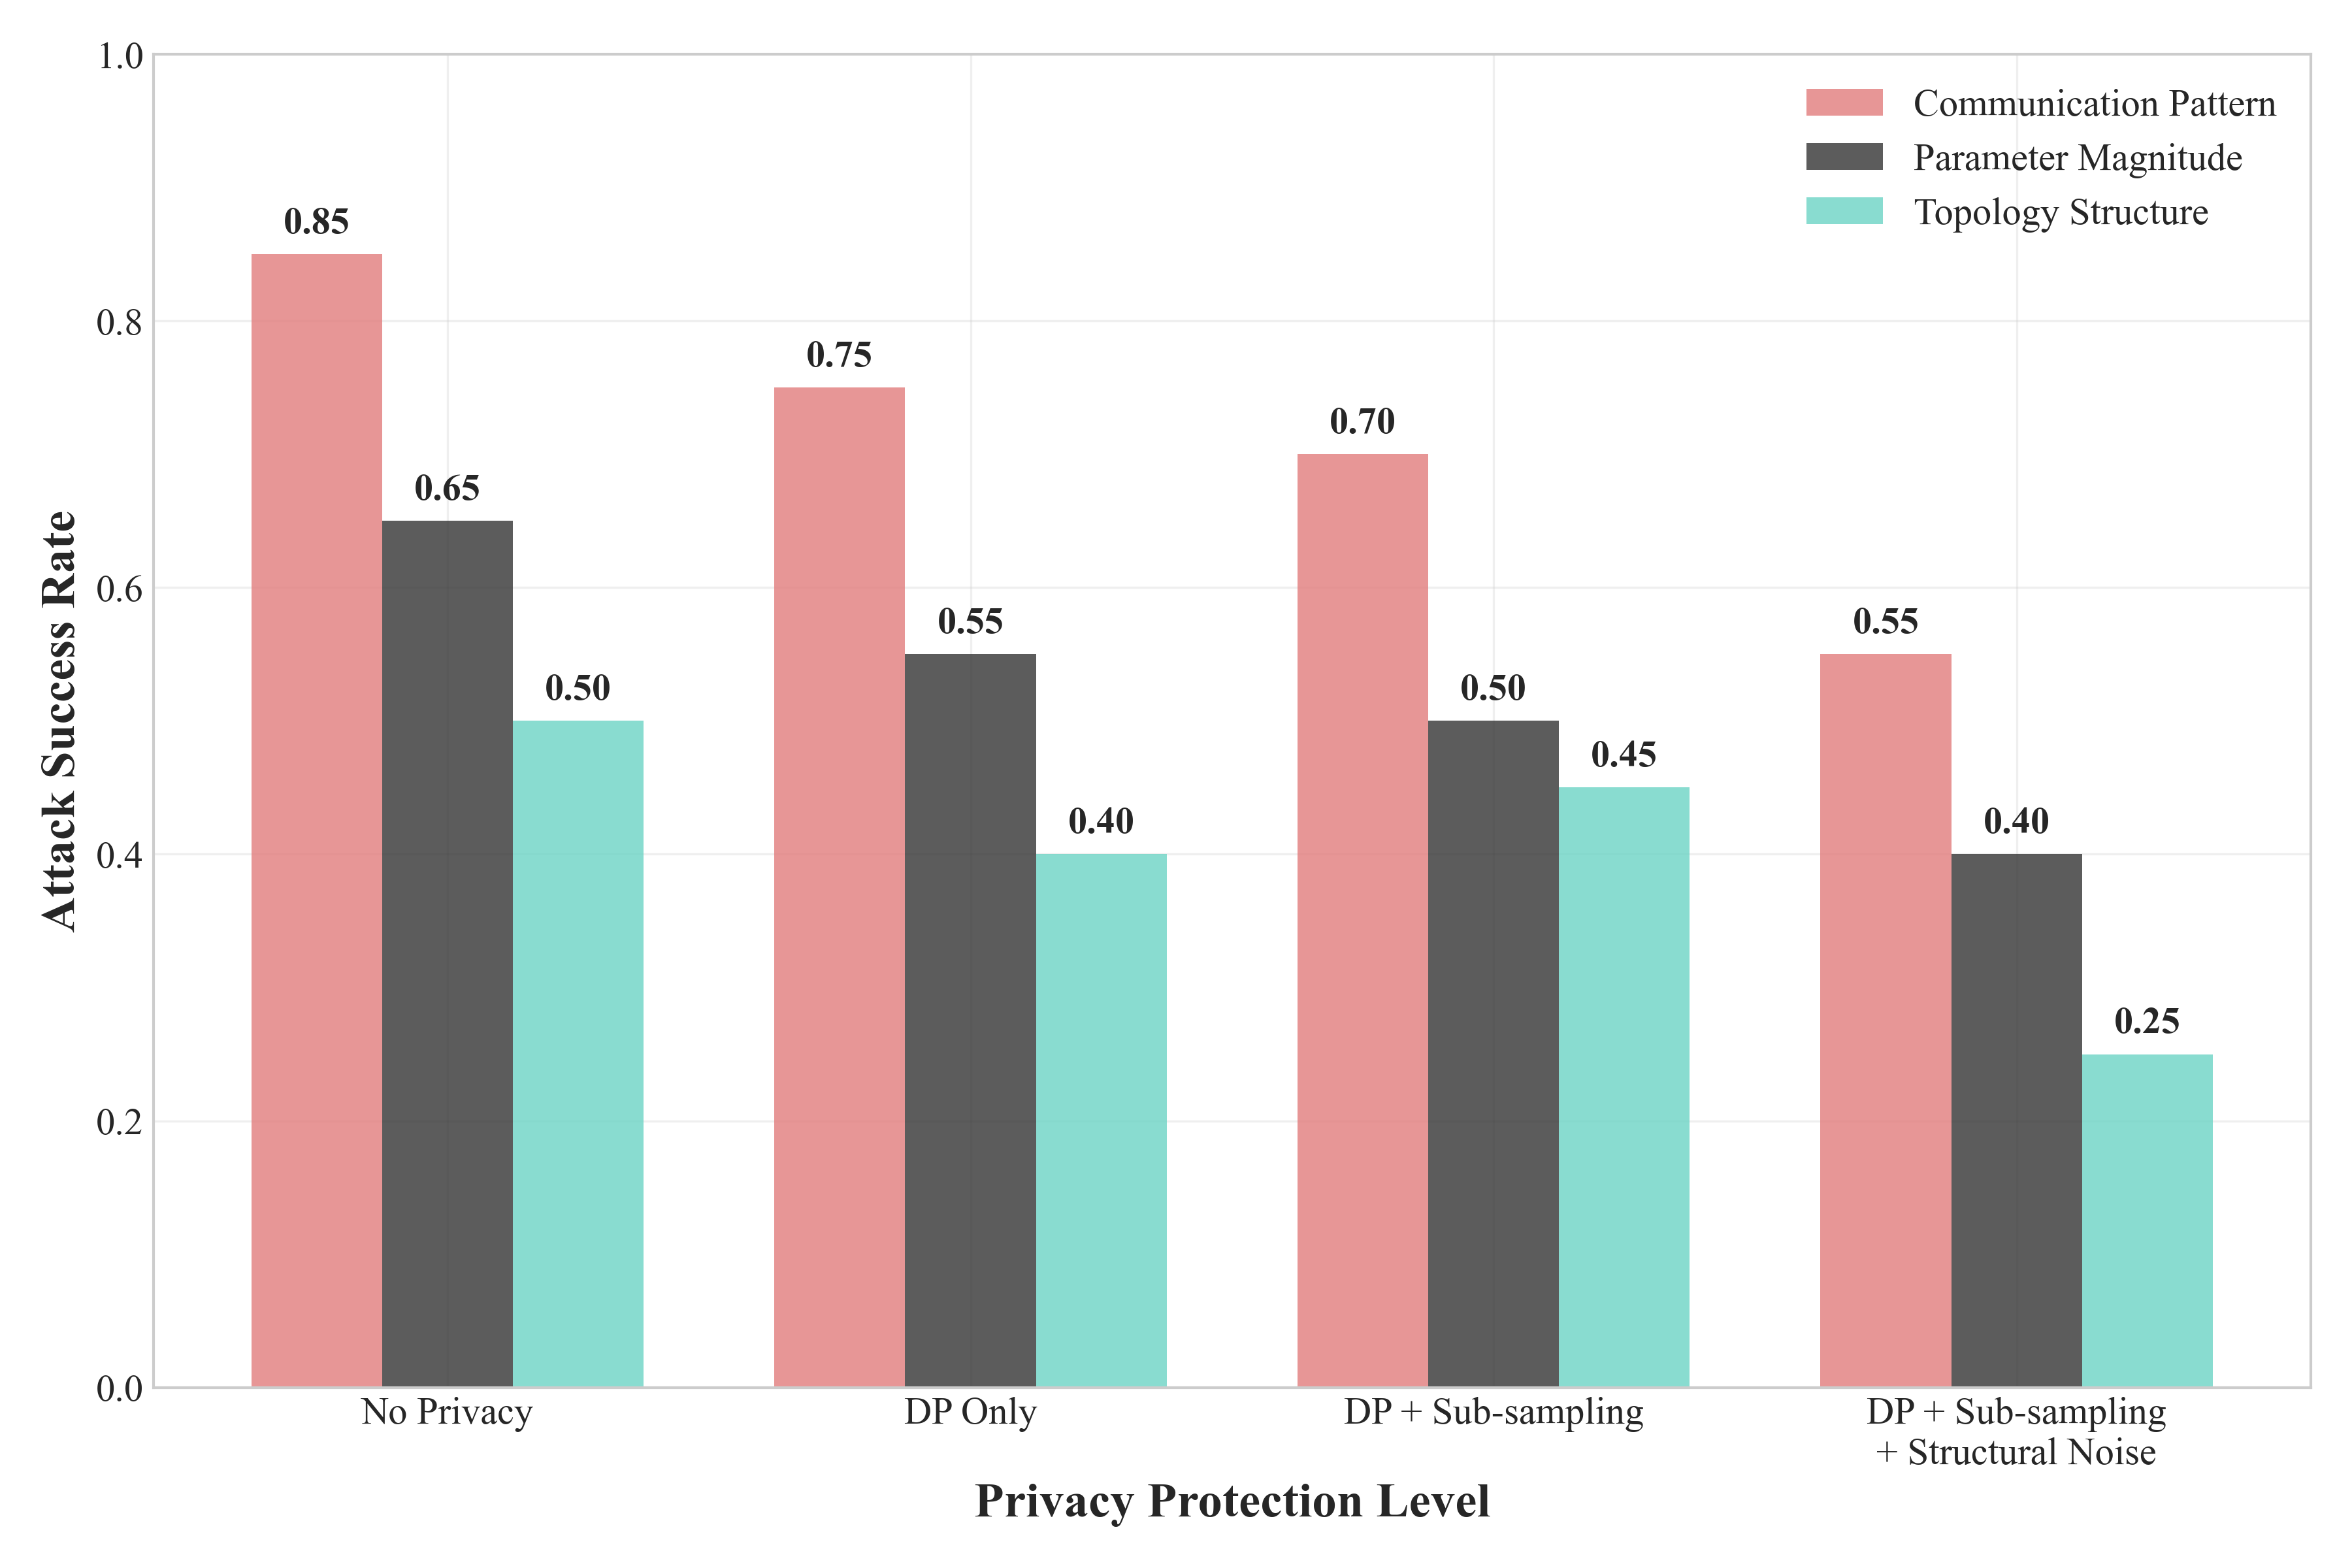 1.0
0.8
0.6
0.4
0.2
0.0
Attack Success Rate
Communication Pattern
Parameter Magnitude
Topology Structure
0.85
0.65
0.50
0.75
0.55
0.40
0.70
0.50
0.45
0.55
0.40
0.25
No Privacy
DP Only
DP + Sub-sampling
DP + Sub-sampling
+ Structural Noise
Privacy Protection Level